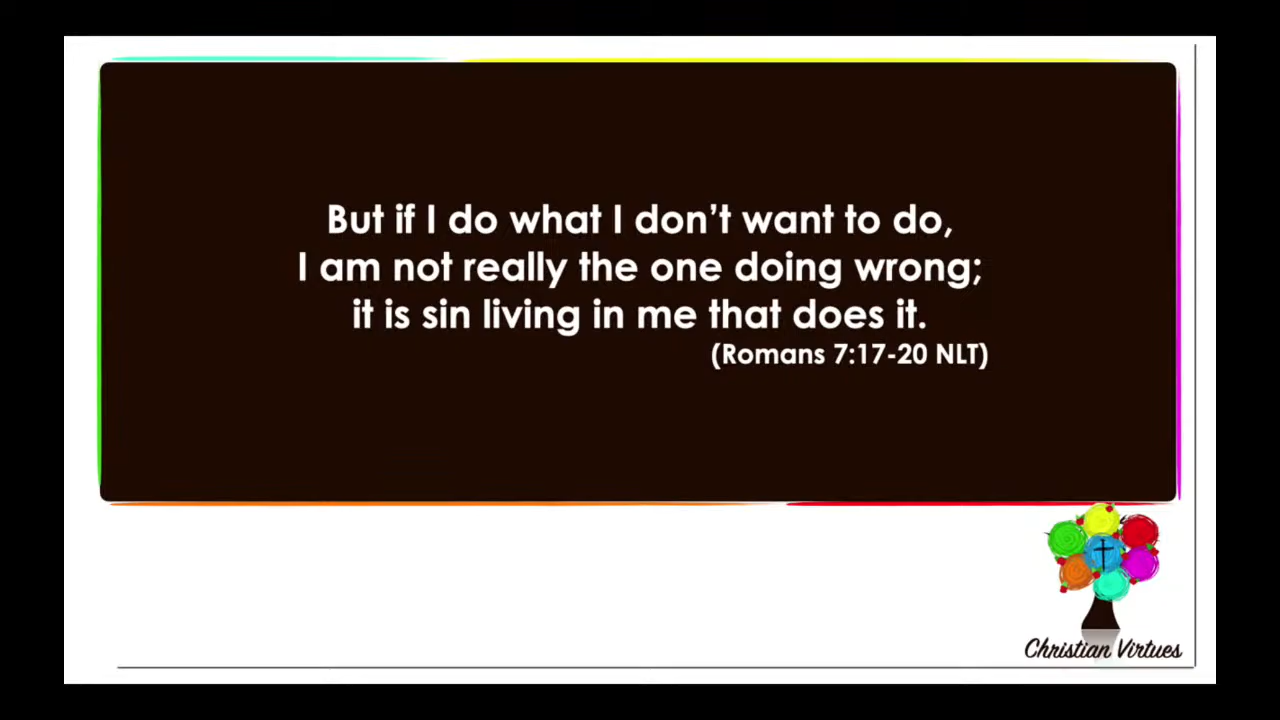 But if I do what I don’t want to do,
I am not really the one doing wrong;
it is sin living in me that does it.
(Romans 7:17-20 NLT)
Christian Virtues